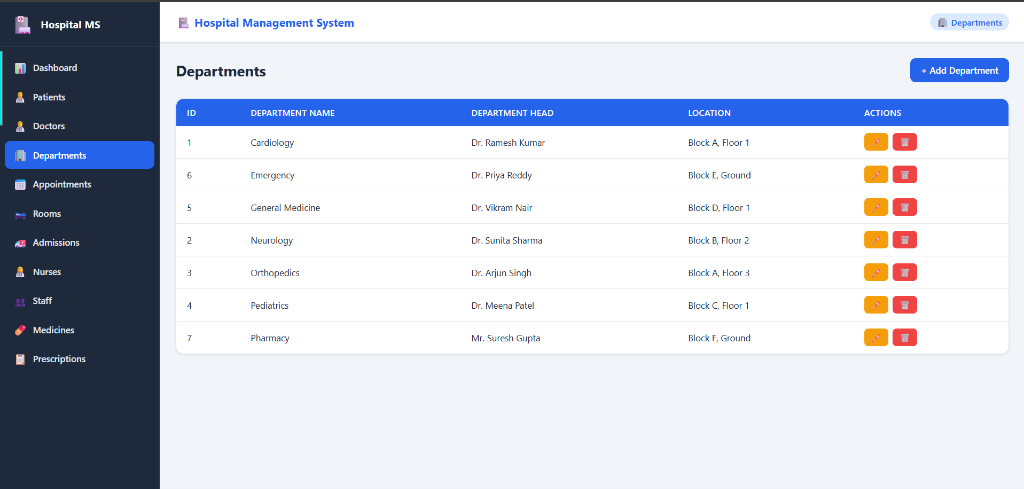 Hospital MS
Dashboard
Patients
Doctors
Departments
Appointments
Rooms
Admissions
Nurses
Staff
Medicines
Prescriptions
Hospital Management System
Departments
Departments
+ Add Department
ID DEPARTMENT NAME DEPARTMENT HEAD LOCATION ACTIONS
1 Cardiology Dr. Ramesh Kumar Block A, Floor 1
6 Emergency Dr. Priya Reddy Block E, Ground
5 General Medicine Dr. Vikram Nair Block D, Floor 1
2 Neurology Dr. Sunita Sharma Block B, Floor 2
3 Orthopedics Dr. Arjun Singh Block A, Floor 3
4 Pediatrics Dr. Meena Patel Block C, Floor 1
7 Pharmacy Mr. Suresh Gupta Block F, Ground